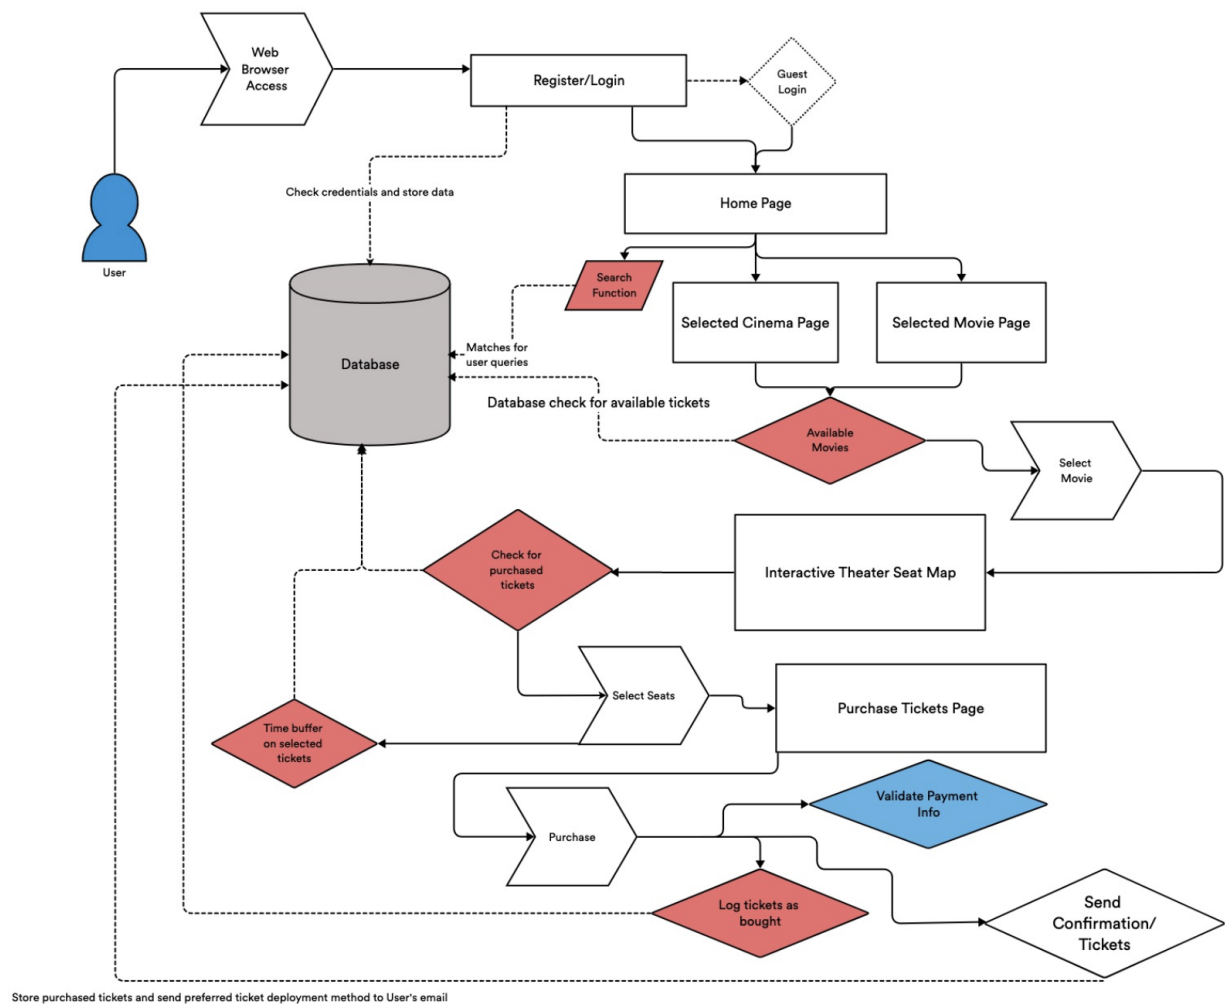 Web
Browser
Access
Register/Login
Guest
Login
Check credentials and store data
Home Page
User
Search
Function
Selected Cinema Page
Selected Movie Page
Database
Matches for
user queries
Database check for available tickets
Available
Movies
Select
Movie
Check for
purchased
tickets
Interactive Theater Seat Map
Select Seats
Purchase Tickets Page
Time buffer
on selected
tickets
Validate Payment
Info
Purchase
Log tickets as
bought
Send
Confirmation/
Tickets
Store purchased tickets and send preferred ticket deployment method to User's email